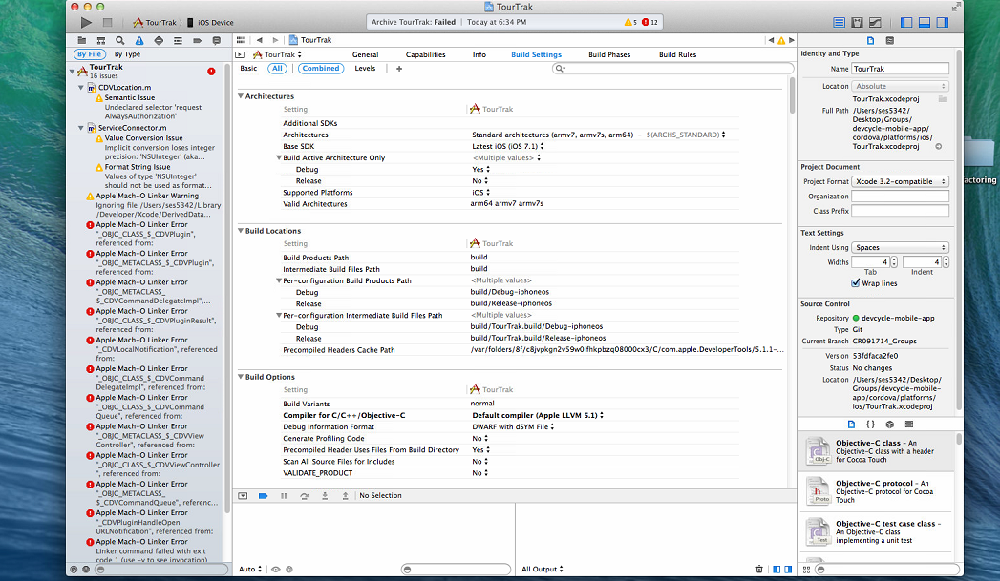 TourTrak
TourTrak
iOS Device
Archive TourTrak: Failed | Today at 6:34 PM
5
12
TourTrak
By File
By Type
TourTrak
16 issues
CDVLocation.m
Semantic Issue
Undeclared selector 'request
AlwaysAuthorization'
ServiceConnector.m
Value Conversion Issue
Implicit conversion loses integer
precision: 'NSUInteger' (aka...
Format String Issue
Values of type 'NSUInteger'
should not be used as format...
Apple Mach-O Linker Warning
Ignoring file /Users/ses5342/Library
/Developer/Xcode/DerivedData...
Apple Mach-O Linker Error
"_OBJC_CLASS_$_CDVPlugin",
referenced from:
Apple Mach-O Linker Error
"_OBJC_METACLASS_$_CDVPlugin",
referenced from:
Apple Mach-O Linker Error
"_OBJC_METACLASS_
$_CDVCommandDelegateImpl",...
Apple Mach-O Linker Error
"_OBJC_CLASS_$_CDVPluginResult",
referenced from:
Apple Mach-O Linker Error
"_CDVLocalNotification", referenced
from:
Apple Mach-O Linker Error
"_OBJC_CLASS_$_CDVCommand
DelegateImpl", referenced from:
Apple Mach-O Linker Error
"_OBJC_CLASS_$_CDVCommand
Queue", referenced from:
Apple Mach-O Linker Error
"_OBJC_METACLASS_$_CDVView
Controller", referenced from:
Apple Mach-O Linker Error
"_OBJC_CLASS_$_CDVViewController
", referenced from:
Apple Mach-O Linker Error
"_OBJC_METACLASS_
$_CDVCommandQueue", referenc...
Apple Mach-O Linker Error
"_CDVPluginHandleOpen
URLNotification", referenced from:
Apple Mach-O Linker Error
Linker command failed with exit
code 1 (use -v to see invocation)
TourTrak
General
Capabilities
Info
Build Settings
Build Phases
Build Rules
Basic
All
Combined
Levels
+
Architectures
Setting
TourTrak
Additional SDKs
Architectures
Standard architectures (armv7, armv7s, arm64) – $(ARCHS_STANDARD)
Base SDK
Latest iOS (iOS 7.1)
Build Active Architecture Only
<Multiple values>
Debug
Yes
Release
No
Supported Platforms
iOS
Valid Architectures
arm64 armv7 armv7s
Build Locations
Setting
TourTrak
Build Products Path
build
Intermediate Build Files Path
build
Per-configuration Build Products Path
<Multiple values>
Debug
build/Debug-iphoneos
Release
build/Release-iphoneos
Per-configuration Intermediate Build Files Path
<Multiple values>
Debug
build/TourTrak.build/Debug-iphoneos
Release
build/TourTrak.build/Release-iphoneos
Precompiled Headers Cache Path
/var/folders/8f/c8jvpkgn2v59w0lfhkpbzq08000cx3/C/com.apple.DeveloperTools/5.1.1-...
Build Options
Setting
TourTrak
Build Variants
normal
Compiler for C/C++/Objective-C
Default compiler (Apple LLVM 5.1)
Debug Information Format
DWARF with dSYM File
Generate Profiling Code
No
Precompiled Header Uses Files From Build Directory
Yes
Scan All Source Files for Includes
No
VALIDATE_PRODUCT
No
No Selection
Auto
All Output
Identity and Type
Name
TourTrak
Location
Absolute
TourTrak.xcodeproj
Full Path
/Users/ses5342/
Desktop/Groups/
devcycle-mobile-app/
cordova/platforms/ios/
TourTrak.xcodeproj
Project Document
Project Format
Xcode 3.2-compatible
Organization
Class Prefix
Text Settings
Indent Using
Spaces
Widths
4
4
Tab
Indent
Wrap lines
Source Control
Repository
devcycle-mobile-app
Type
Git
Current Branch
CR091714_Groups
Version
53fdfaca2fe0
Status
No changes
Location
/Users/ses5342/
Desktop/Groups/
devcycle-mobile-
app/cordova/platforms/
ios/TourTrak.xcodeproj
{ }
Obj-C
Objective-C class – An
Objective-C class with a header
for Cocoa Touch
h
Proto
Objective-C protocol – An
Objective-C protocol for Cocoa
Touch
Test
Objective-C test case class –
An Objective-C class
implementing a unit test
actoring